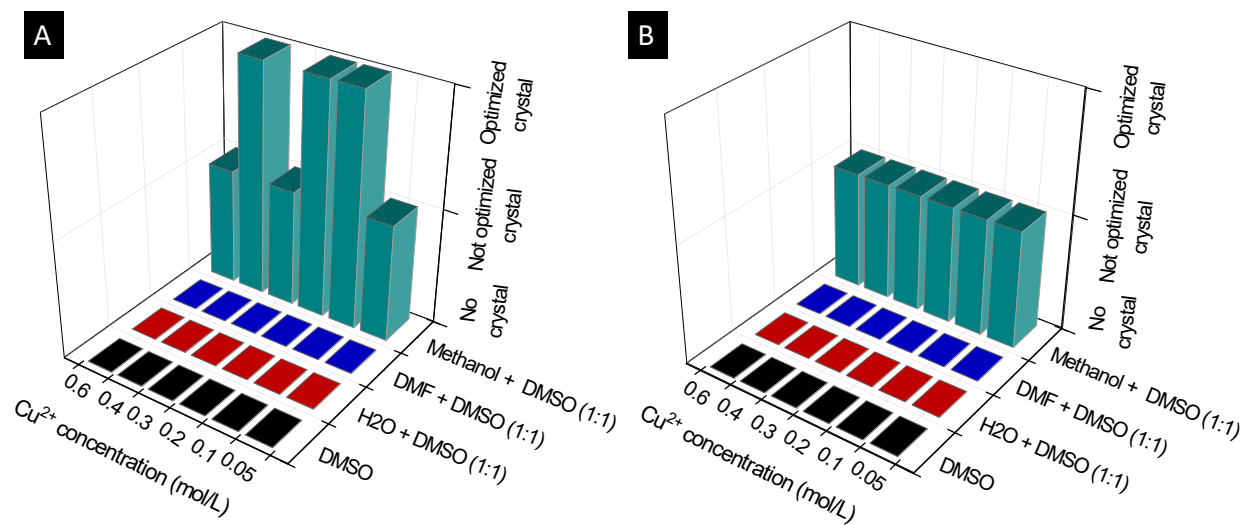 A
Optimized
crystal
Not optimized
crystal
No
crystal
Methanol + DMSO (1:1)
DMF + DMSO (1:1)
H2O + DMSO (1:1)
DMSO
0.6
0.4
0.3
0.2
0.1
0.05
Cu²⁺ concentration (mol/L)
B
Optimized
crystal
Not optimized
crystal
No
crystal
Methanol + DMSO (1:1)
DMF + DMSO (1:1)
H2O + DMSO (1:1)
DMSO
0.6
0.4
0.3
0.2
0.1
0.05
Cu²⁺ concentration (mol/L)